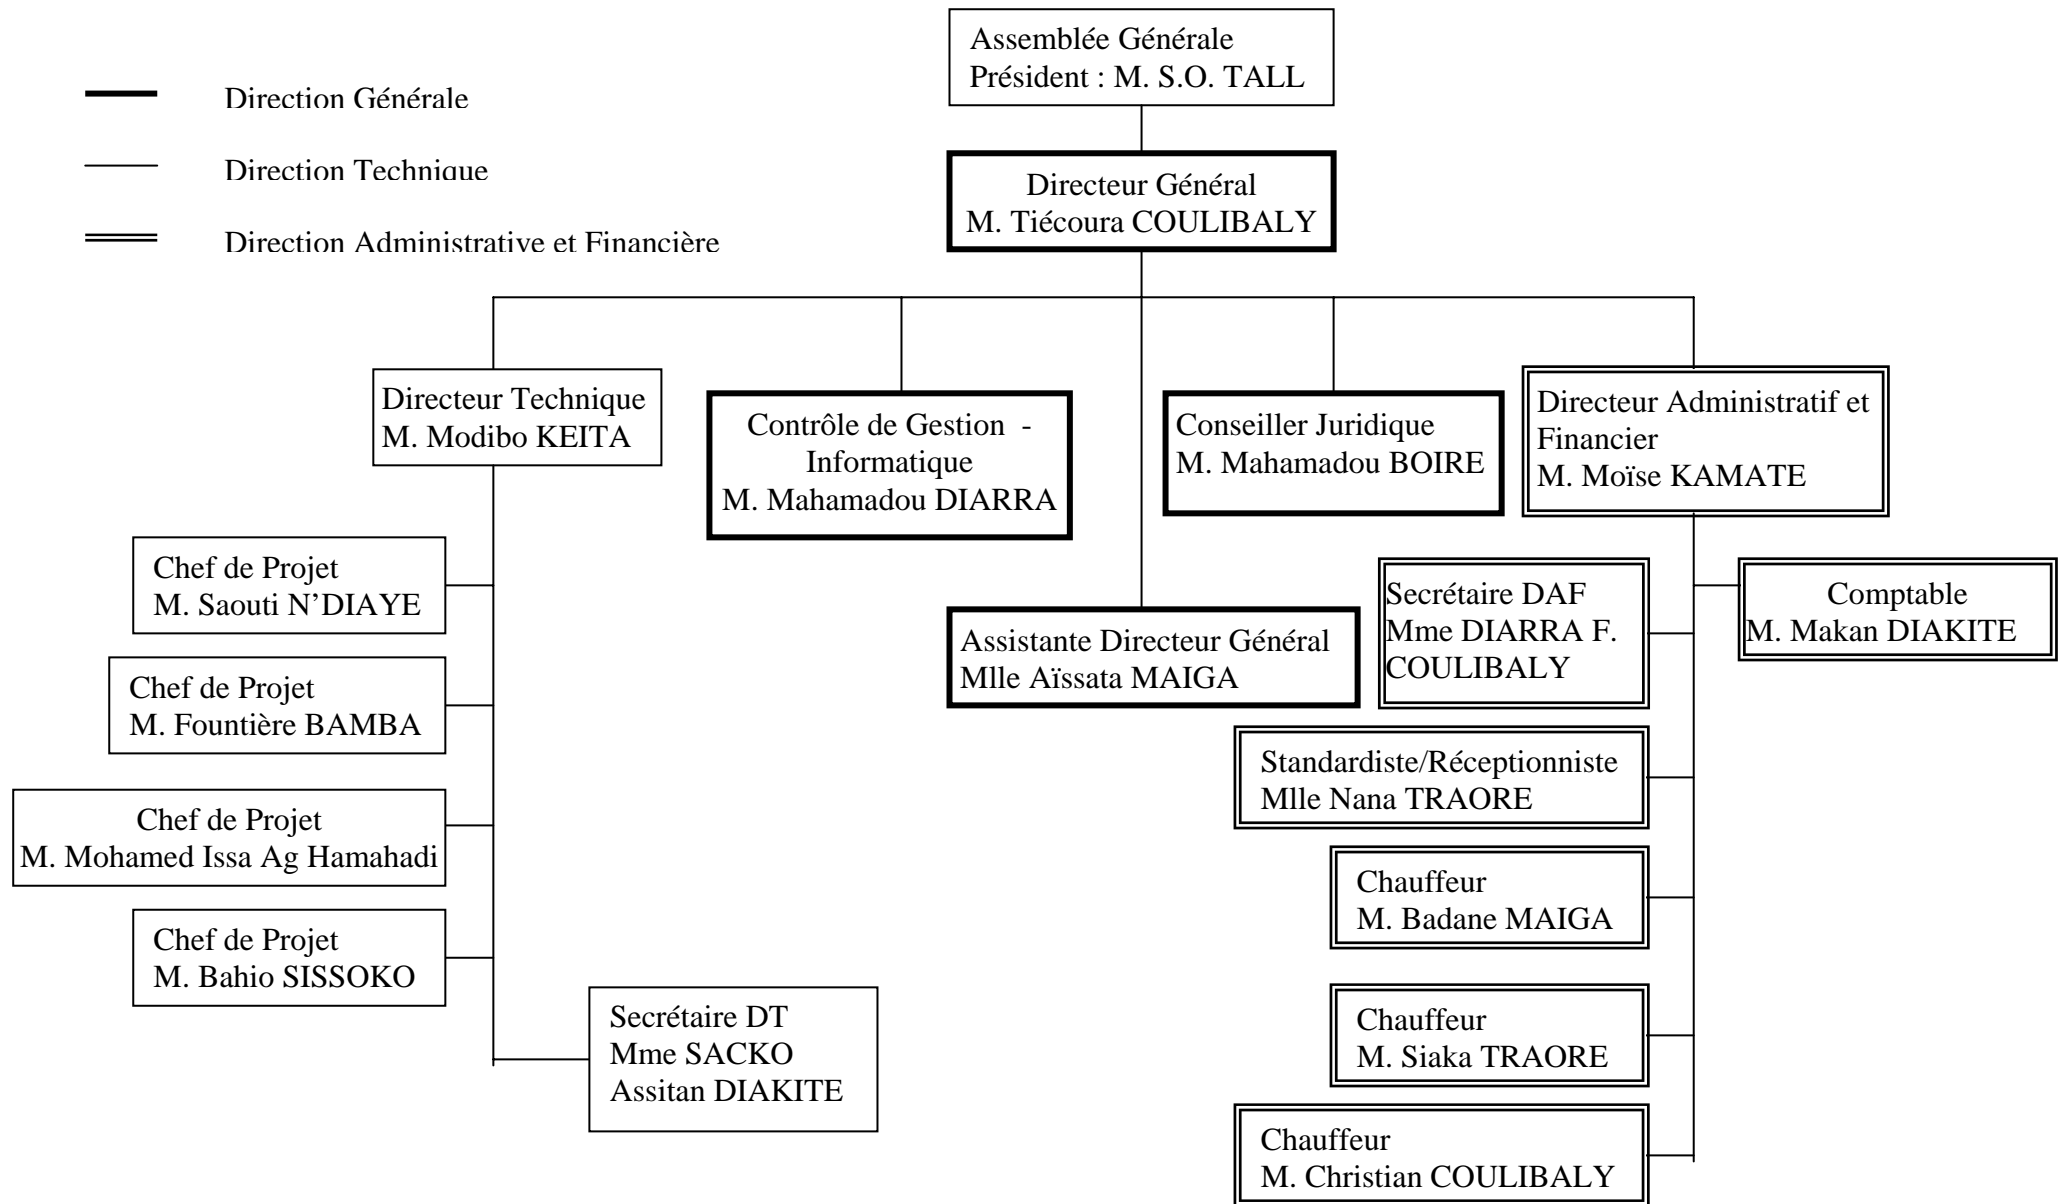 Assemblée Générale
Président : M. S.O. TALL
Direction Générale
Direction Technique
Direction Administrative et Financière
Directeur Général
M. Tiécoura COULIBALY
Directeur Technique
M. Modibo KEITA
Contrôle de Gestion -
Informatique
M. Mahamadou DIARRA
Conseiller Juridique
M. Mahamadou BOIRE
Directeur Administratif et
Financier
M. Moïse KAMATE
Chef de Projet
M. Saouti N’DIAYE
Chef de Projet
M. Fountière BAMBA
Chef de Projet
M. Mohamed Issa Ag Hamahadi
Chef de Projet
M. Bahio SISSOKO
Secrétaire DT
Mme SACKO
Assitan DIAKITE
Assistante Directeur Général
Mlle Aïssata MAIGA
Secrétaire DAF
Mme DIARRA F.
COULIBALY
Comptable
M. Makan DIAKITE
Standardiste/Réceptionniste
Mlle Nana TRAORE
Chauffeur
M. Badane MAIGA
Chauffeur
M. Siaka TRAORE
Chauffeur
M. Christian COULIBALY